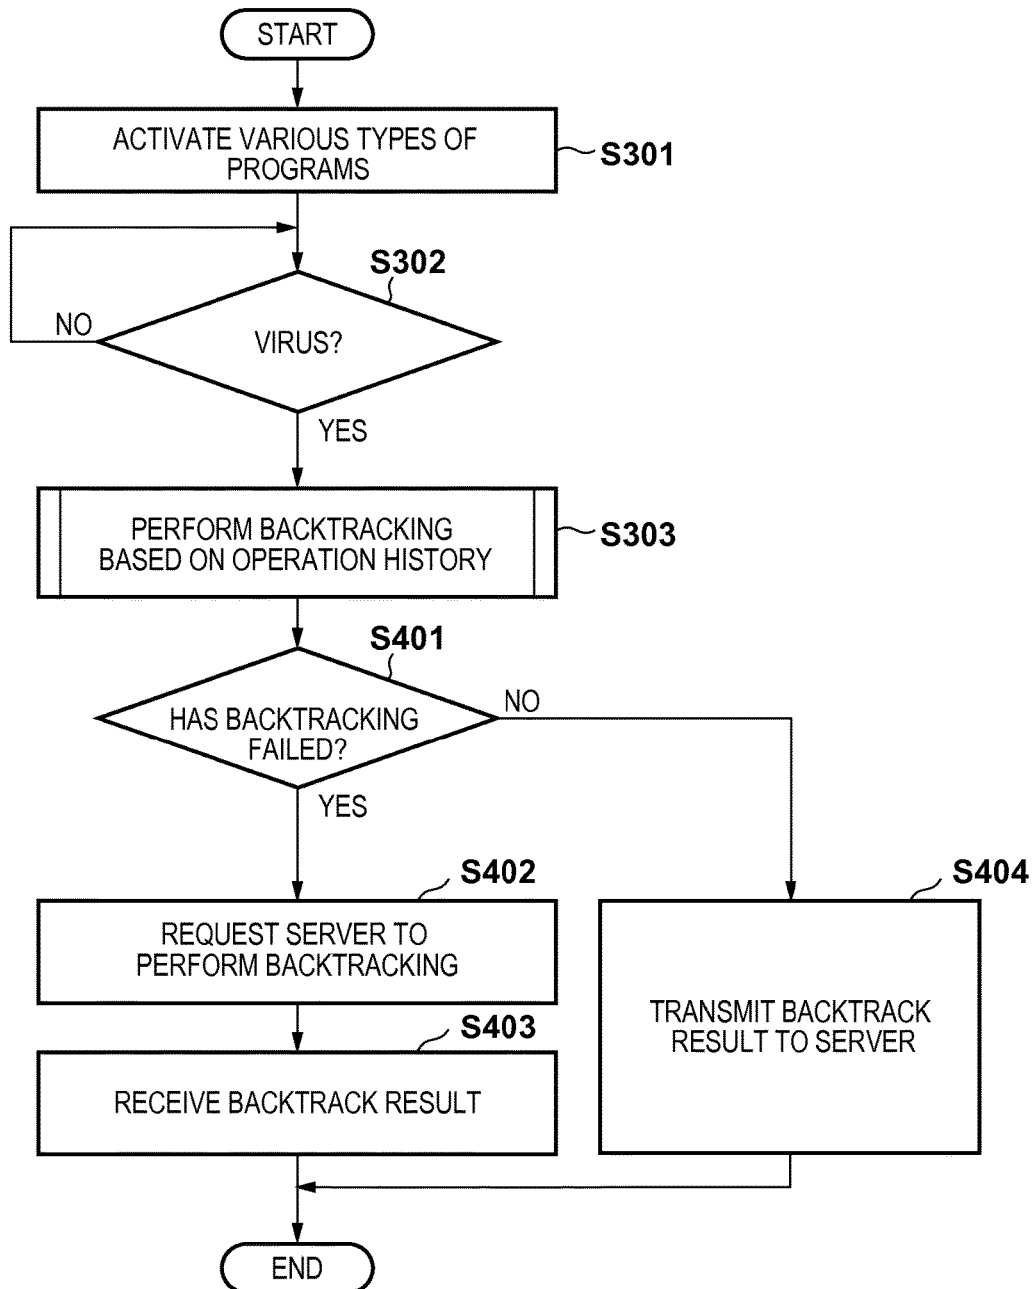 START
ACTIVATE VARIOUS TYPES OF
PROGRAMS
S301
S302
VIRUS?
NO
YES
PERFORM BACKTRACKING
BASED ON OPERATION HISTORY
S303
S401
HAS BACKTRACKING
FAILED?
NO
YES
S402
REQUEST SERVER TO
PERFORM BACKTRACKING
S404
TRANSMIT BACKTRACK
RESULT TO SERVER
S403
RECEIVE BACKTRACK RESULT
END